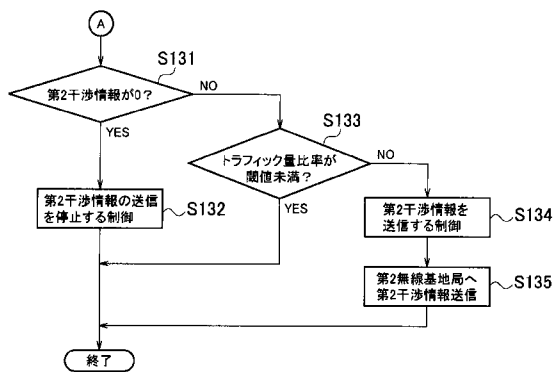 A
S131
第2干渉情報が0?
NO
YES
S133
トラフィック量比率が
閾値未満?
NO
YES
第2干渉情報の送信
を停止する制御
S132
第2干渉情報を
送信する制御
S134
第2無線基地局へ
第2干渉情報送信
S135
終了